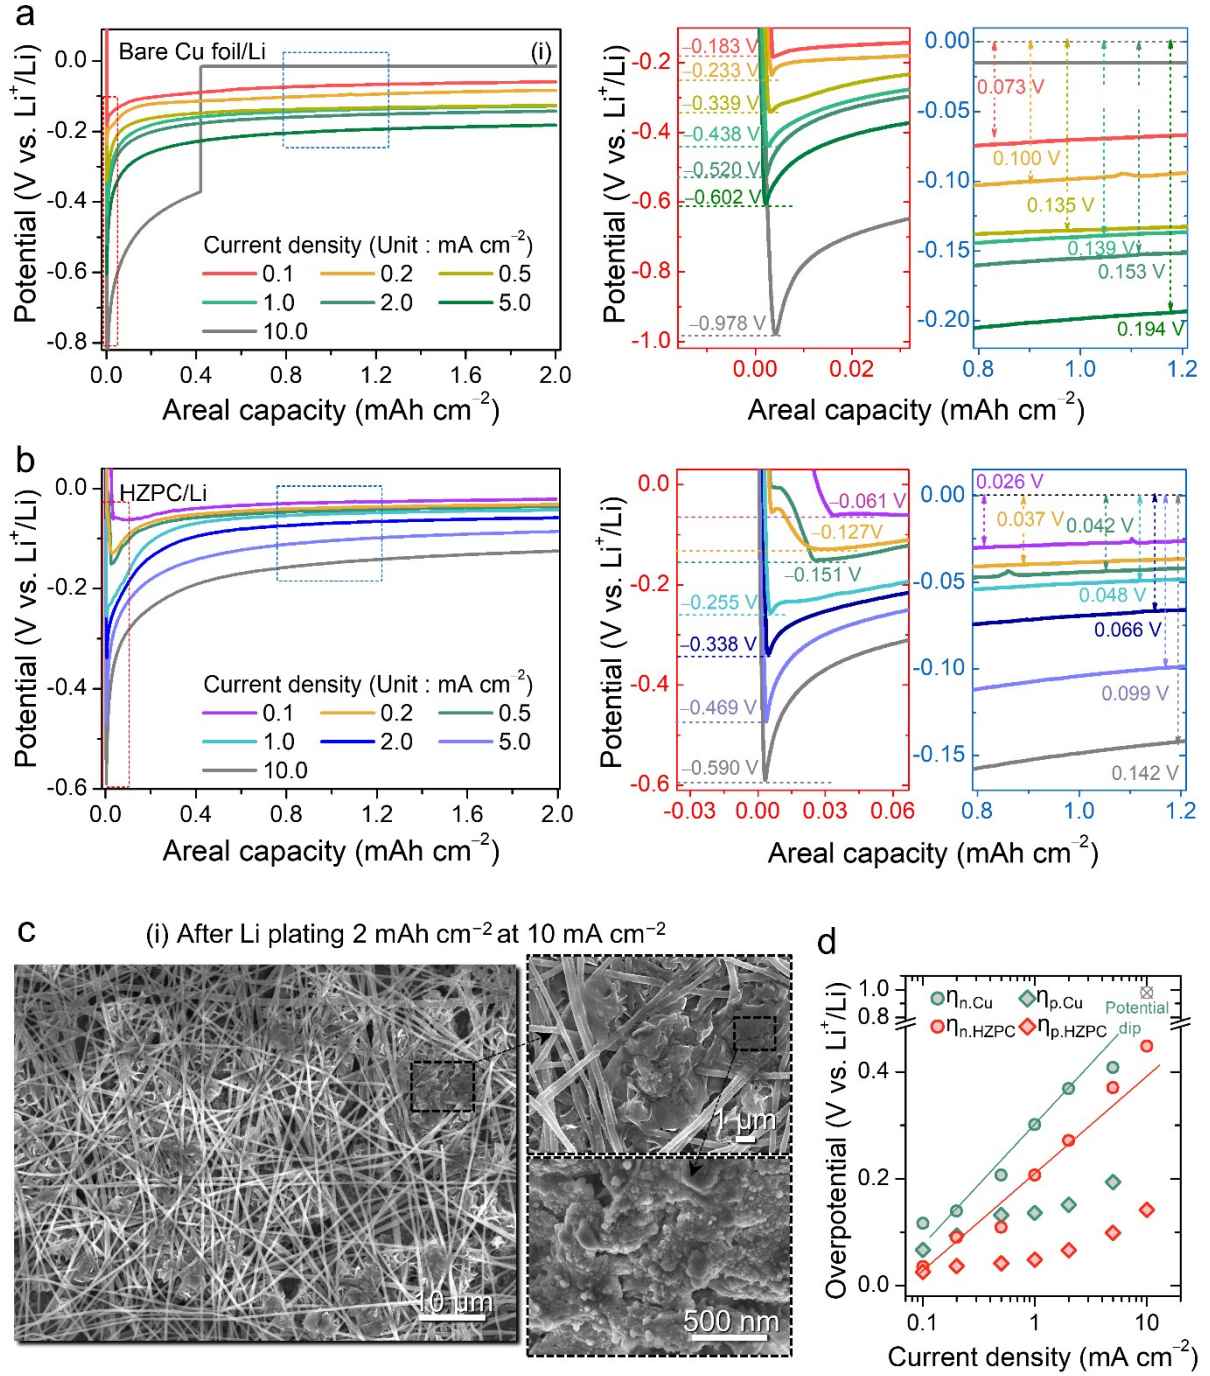 a
Bare Cu foil/Li
(i)
Potential (V vs. Li⁺/Li)
0.0
-0.2
-0.4
-0.6
-0.8
Current density (Unit : mA cm⁻²)
0.1 0.2 0.5
1.0 2.0 5.0
10.0
0.0 0.4 0.8 1.2 1.6 2.0
Areal capacity (mAh cm⁻²)
Potential (V vs. Li⁺/Li)
-0.2
-0.4
-0.6
-0.8
-1.0
−0.183 V
−0.233 V
−0.339 V
−0.438 V
−0.520 V
−0.602 V
−0.978 V
0.00 0.02
0.00
-0.05
-0.10
-0.15
-0.20
0.073 V
0.100 V
0.135 V
0.139 V
0.153 V
0.194 V
0.8 1.0 1.2
Areal capacity (mAh cm⁻²)
b
HZPC/Li
Potential (V vs. Li⁺/Li)
0.0
-0.2
-0.4
-0.6
Current density (Unit : mA cm⁻²)
0.1 0.2 0.5
1.0 2.0 5.0
10.0
0.0 0.4 0.8 1.2 1.6 2.0
Areal capacity (mAh cm⁻²)
Potential (V vs. Li⁺/Li)
0.0
-0.2
-0.4
-0.6
−0.061 V
−0.127V
−0.151 V
−0.255 V
−0.338 V
−0.469 V
−0.590 V
-0.03 0.00 0.03 0.06
0.00
-0.05
-0.10
-0.15
0.026 V
0.037 V
0.042 V
0.048 V
0.066 V
0.099 V
0.142 V
0.8 1.0 1.2
Areal capacity (mAh cm⁻²)
c
(i) After Li plating 2 mAh cm⁻² at 10 mA cm⁻²
10 μm
1 μm
500 nm
d
Overpotential (V vs. Li⁺/Li)
1.0
0.8
0.4
0.2
0.0
ηn.Cu ηp.Cu
ηn.HZPC ηp.HZPC
Potential
dip
0.1 1 10
Current density (mA cm⁻²)